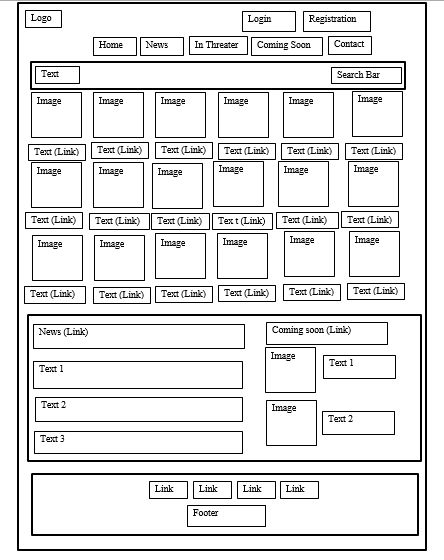 Logo
Login Registration
Home News In Threater Coming Soon Contact
Text Search Bar
Image Image Image Image Image Image
Text (Link) Text (Link) Text (Link) Text (Link) Text (Link) Text (Link)
Image Image Image Image Image Image
Text (Link) Text (Link) Text (Link) Tex t (Link) Text (Link) Text (Link)
Image Image Image Image Image Image
Text (Link) Text (Link) Text (Link) Text (Link) Text (Link) Text (Link)
News (Link)
Text 1
Text 2
Text 3
Coming soon (Link)
Image Text 1
Image Text 2
Link Link Link Link
Footer